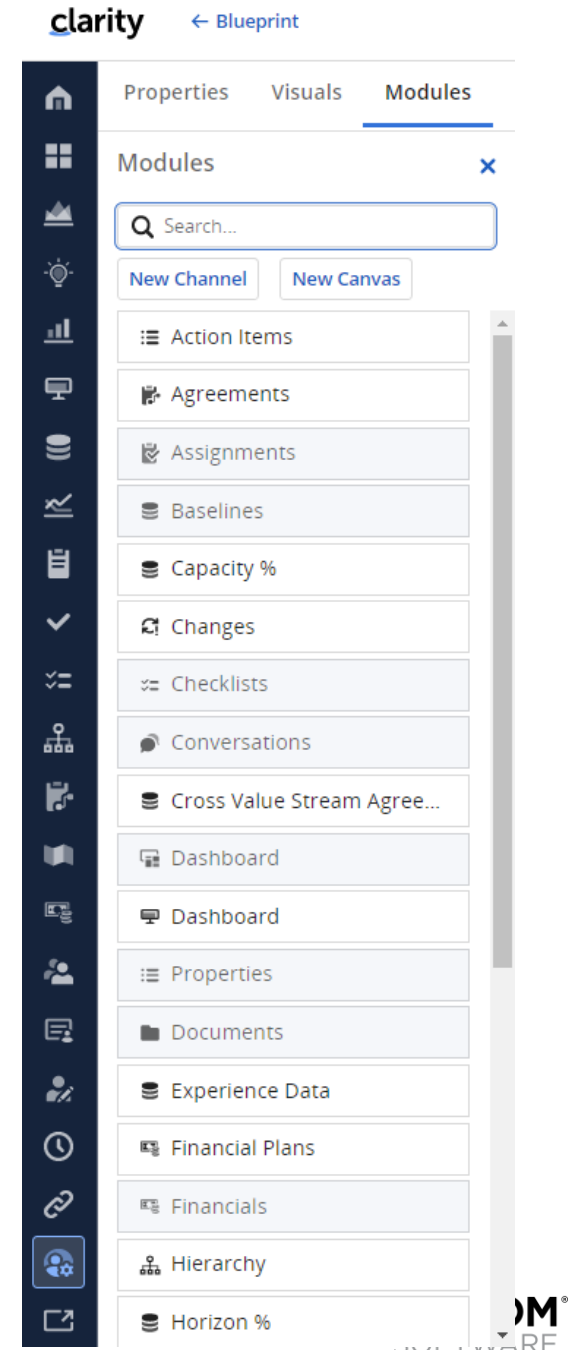 clarity
← Blueprint
Properties Visuals Modules
Modules
Search...
New Channel New Canvas
Action Items
Agreements
Assignments
Baselines
Capacity %
Changes
Checklists
Conversations
Cross Value Stream Agree...
Dashboard
Dashboard
Properties
Documents
Experience Data
Financial Plans
Financials
Hierarchy
Horizon %